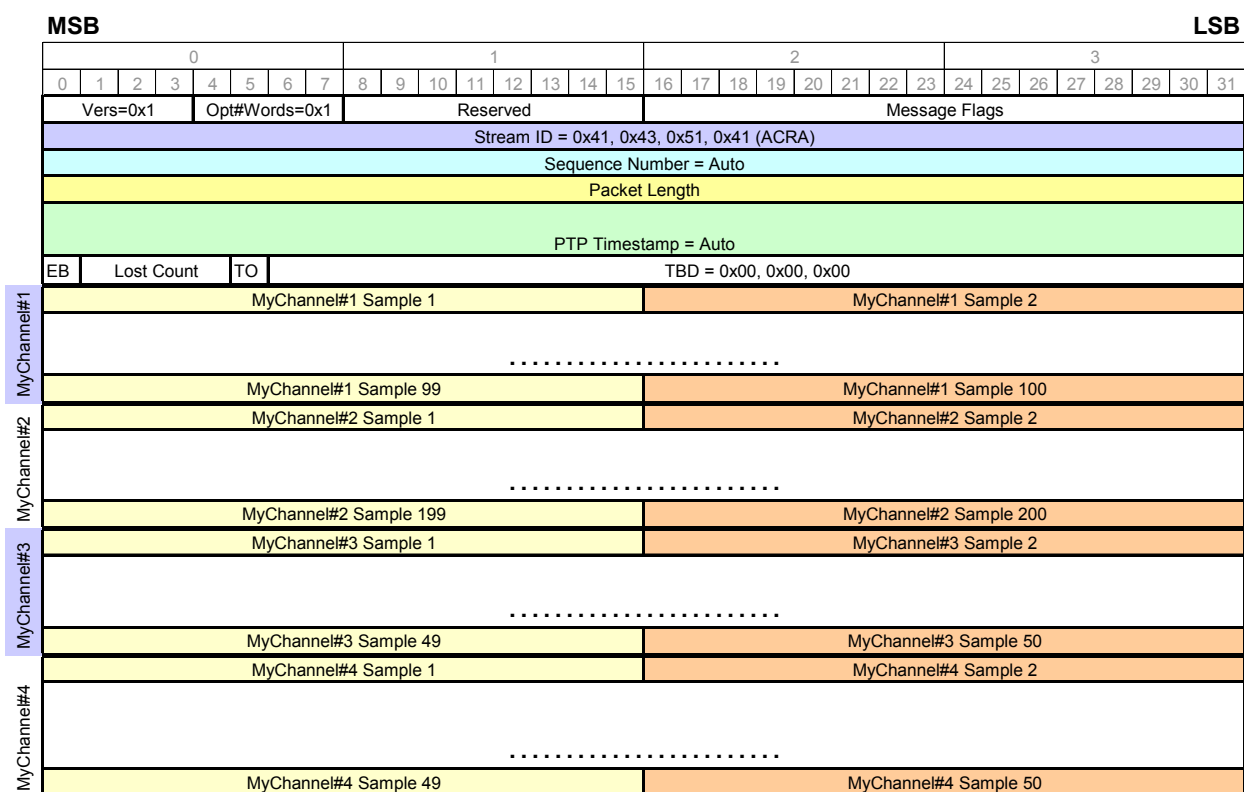 MSB LSB
0 1 2 3
0 1 2 3 4 5 6 7 8 9 10 11 12 13 14 15 16 17 18 19 20 21 22 23 24 25 26 27 28 29 30 31
Vers=0x1 Opt#Words=0x1 Reserved Message Flags
Stream ID = 0x41, 0x43, 0x51, 0x41 (ACRA)
Sequence Number = Auto
Packet Length
PTP Timestamp = Auto
EB Lost Count TO TBD = 0x00, 0x00, 0x00
MyChannel#1
MyChannel#1 Sample 1 MyChannel#1 Sample 2
........................
MyChannel#1 Sample 99 MyChannel#1 Sample 100
MyChannel#2
MyChannel#2 Sample 1 MyChannel#2 Sample 2
........................
MyChannel#2 Sample 199 MyChannel#2 Sample 200
MyChannel#3
MyChannel#3 Sample 1 MyChannel#3 Sample 2
........................
MyChannel#3 Sample 49 MyChannel#3 Sample 50
MyChannel#4
MyChannel#4 Sample 1 MyChannel#4 Sample 2
........................
MyChannel#4 Sample 49 MyChannel#4 Sample 50